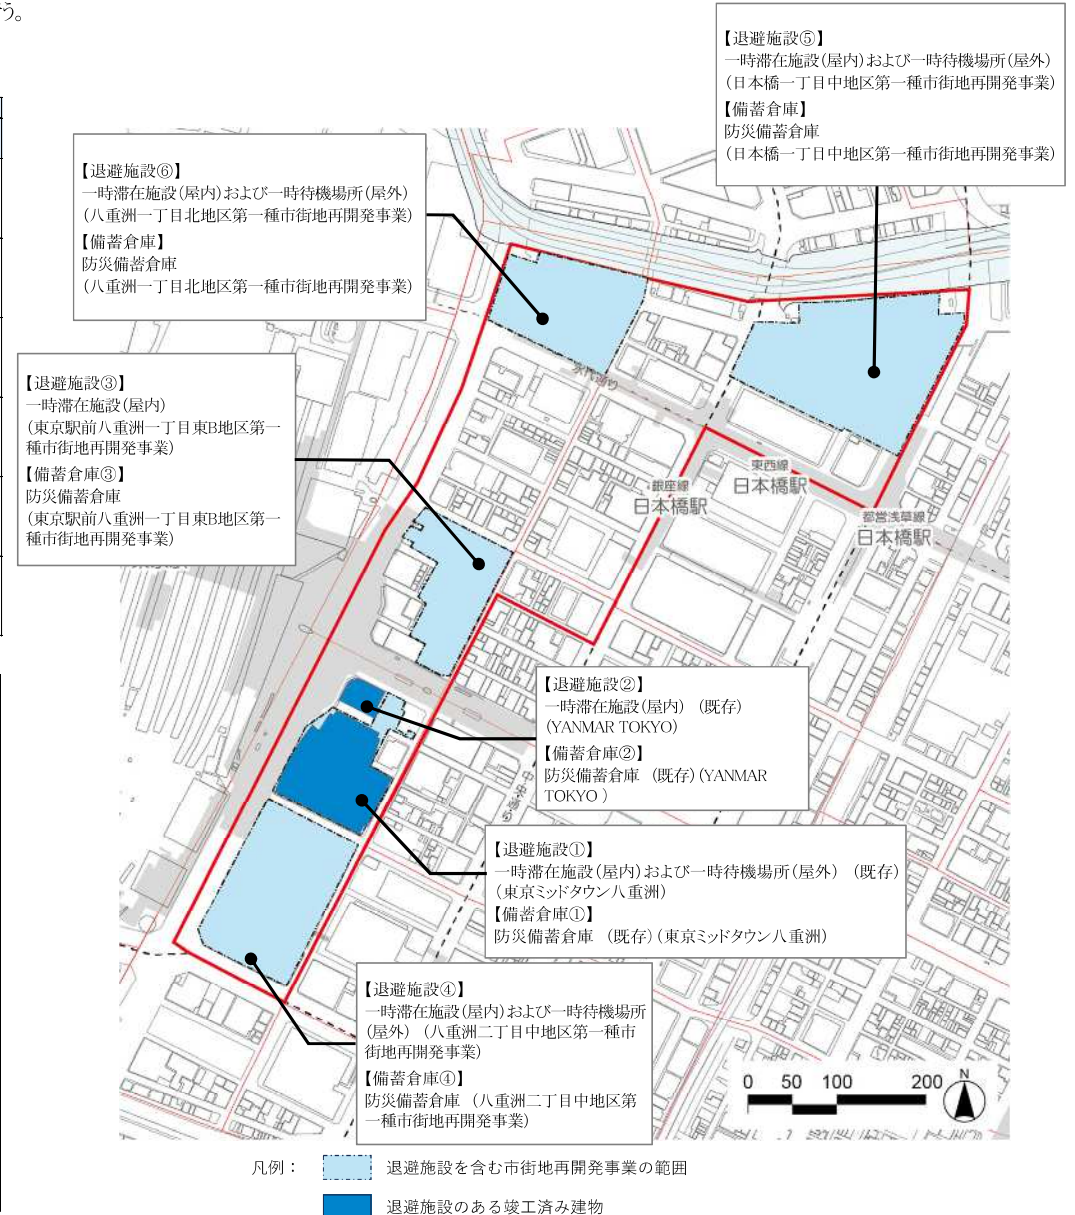 う。
【退避施設⑤】
一時滞在施設(屋内)および一時待機場所(屋外)
(日本橋一丁目中地区第一種市街地再開発事業)
【備蓄倉庫】
防災備蓄倉庫
(日本橋一丁目中地区第一種市街地再開発事業)
【退避施設⑥】
一時滞在施設(屋内)および一時待機場所(屋外)
(八重洲一丁目北地区第一種市街地再開発事業)
【備蓄倉庫】
防災備蓄倉庫
(八重洲一丁目北地区第一種市街地再開発事業)
【退避施設③】
一時滞在施設(屋内)
(東京駅前八重洲一丁目東B地区第一
種市街地再開発事業)
【備蓄倉庫③】
防災備蓄倉庫
(東京駅前八重洲一丁目東B地区第一
種市街地再開発事業)
永代通り
東西線
日本橋駅
銀座線
日本橋駅
都営浅草線
日本橋駅
【退避施設②】
一時滞在施設(屋内) (既存)
(YANMAR TOKYO)
【備蓄倉庫②】
防災備蓄倉庫 (既存)(YANMAR
TOKYO )
【退避施設①】
一時滞在施設(屋内)および一時待機場所(屋外) (既存)
(東京ミッドタウン八重洲)
【備蓄倉庫①】
防災備蓄倉庫 (既存)(東京ミッドタウン八重洲)
【退避施設④】
一時滞在施設(屋内)および一時待機場所
(屋外) (八重洲二丁目中地区第一種市
街地再開発事業)
【備蓄倉庫④】
防災備蓄倉庫 (八重洲二丁目中地区第
一種市街地再開発事業)
0 50 100 200
N
凡例：
退避施設を含む市街地再開発事業の範囲
退避施設のある竣工済み建物